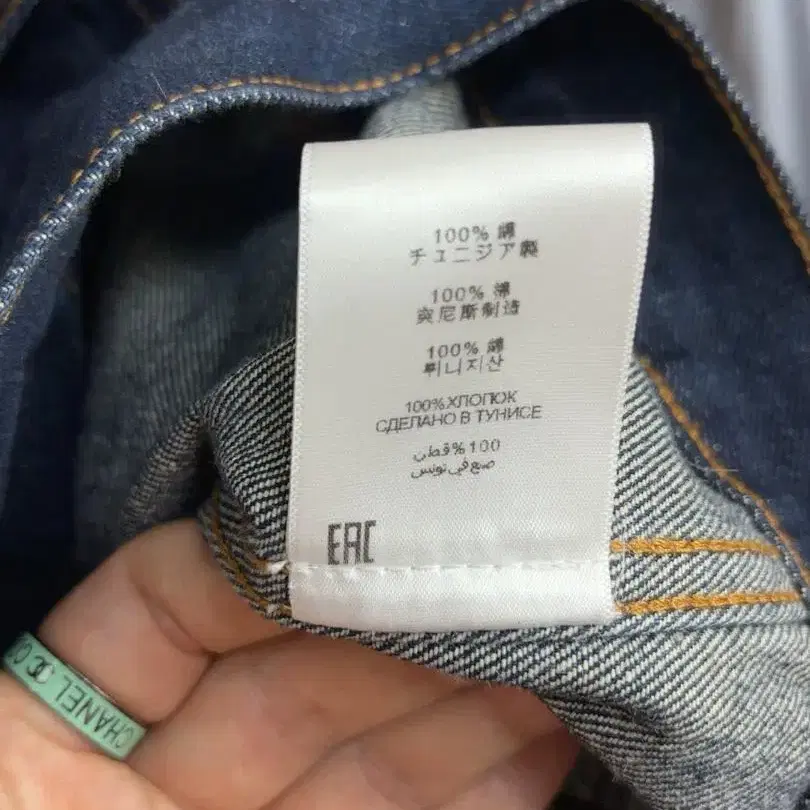 100% 綿
チュニジア製
100% 棉
突尼斯制造
100% 綿
튀니지산
100% ХЛОПОК
СДЕЛАНО В ТУНИСЕ
100% قطن
صنع في تونس
EAC
CHANEL